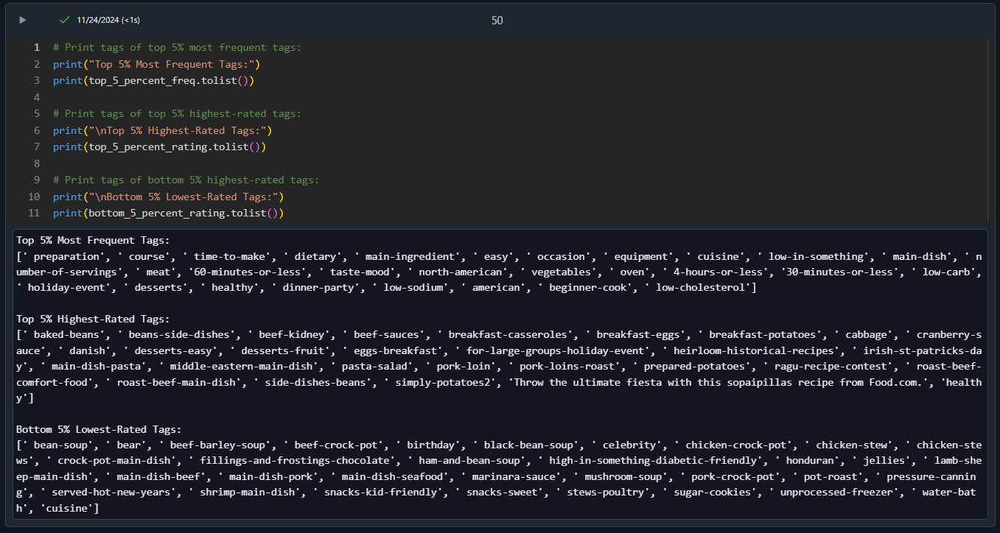 11/24/2024 (<1s)
50
1 # Print tags of top 5% most frequent tags:
2 print("Top 5% Most Frequent Tags:")
3 print(top_5_percent_freq.tolist())
4
5 # Print tags of top 5% highest-rated tags:
6 print("\nTop 5% Highest-Rated Tags:")
7 print(top_5_percent_rating.tolist())
8
9 # Print tags of bottom 5% highest-rated tags:
10 print("\nBottom 5% Lowest-Rated Tags:")
11 print(bottom_5_percent_rating.tolist())
Top 5% Most Frequent Tags:
[' preparation', ' course', ' time-to-make', ' dietary', ' main-ingredient', ' easy', ' occasion', ' equipment', ' cuisine', ' low-in-something', ' main-dish', ' n
umber-of-servings', ' meat', '60-minutes-or-less', ' taste-mood', ' north-american', ' vegetables', ' oven', ' 4-hours-or-less', '30-minutes-or-less', ' low-carb',
' holiday-event', ' desserts', ' healthy', ' dinner-party', ' low-sodium', ' american', ' beginner-cook', ' low-cholesterol']
Top 5% Highest-Rated Tags:
[' baked-beans', ' beans-side-dishes', ' beef-kidney', ' beef-sauces', ' breakfast-casseroles', ' breakfast-eggs', ' breakfast-potatoes', ' cabbage', ' cranberry-s
auce', ' danish', ' desserts-easy', ' desserts-fruit', ' eggs-breakfast', ' for-large-groups-holiday-event', ' heirloom-historical-recipes', ' irish-st-patricks-da
y', ' main-dish-pasta', ' middle-eastern-main-dish', ' pasta-salad', ' pork-loin', ' pork-loins-roast', ' prepared-potatoes', ' ragu-recipe-contest', ' roast-beef-
comfort-food', ' roast-beef-main-dish', ' side-dishes-beans', ' simply-potatoes2', 'Throw the ultimate fiesta with this sopaipillas recipe from Food.com.', 'health
y']
Bottom 5% Lowest-Rated Tags:
[' bean-soup', ' bear', ' beef-barley-soup', ' beef-crock-pot', ' birthday', ' black-bean-soup', ' celebrity', ' chicken-crock-pot', ' chicken-stew', ' chicken-ste
ws', ' crock-pot-main-dish', ' fillings-and-frostings-chocolate', ' ham-and-bean-soup', ' high-in-something-diabetic-friendly', ' honduran', ' jellies', ' lamb-she
ep-main-dish', ' main-dish-beef', ' main-dish-pork', ' main-dish-seafood', ' marinara-sauce', ' mushroom-soup', ' pork-crock-pot', ' pot-roast', ' pressure-cannin
g', ' served-hot-new-years', ' shrimp-main-dish', ' snacks-kid-friendly', ' snacks-sweet', ' stews-poultry', ' sugar-cookies', ' unprocessed-freezer', ' water-bat
h', 'cuisine']